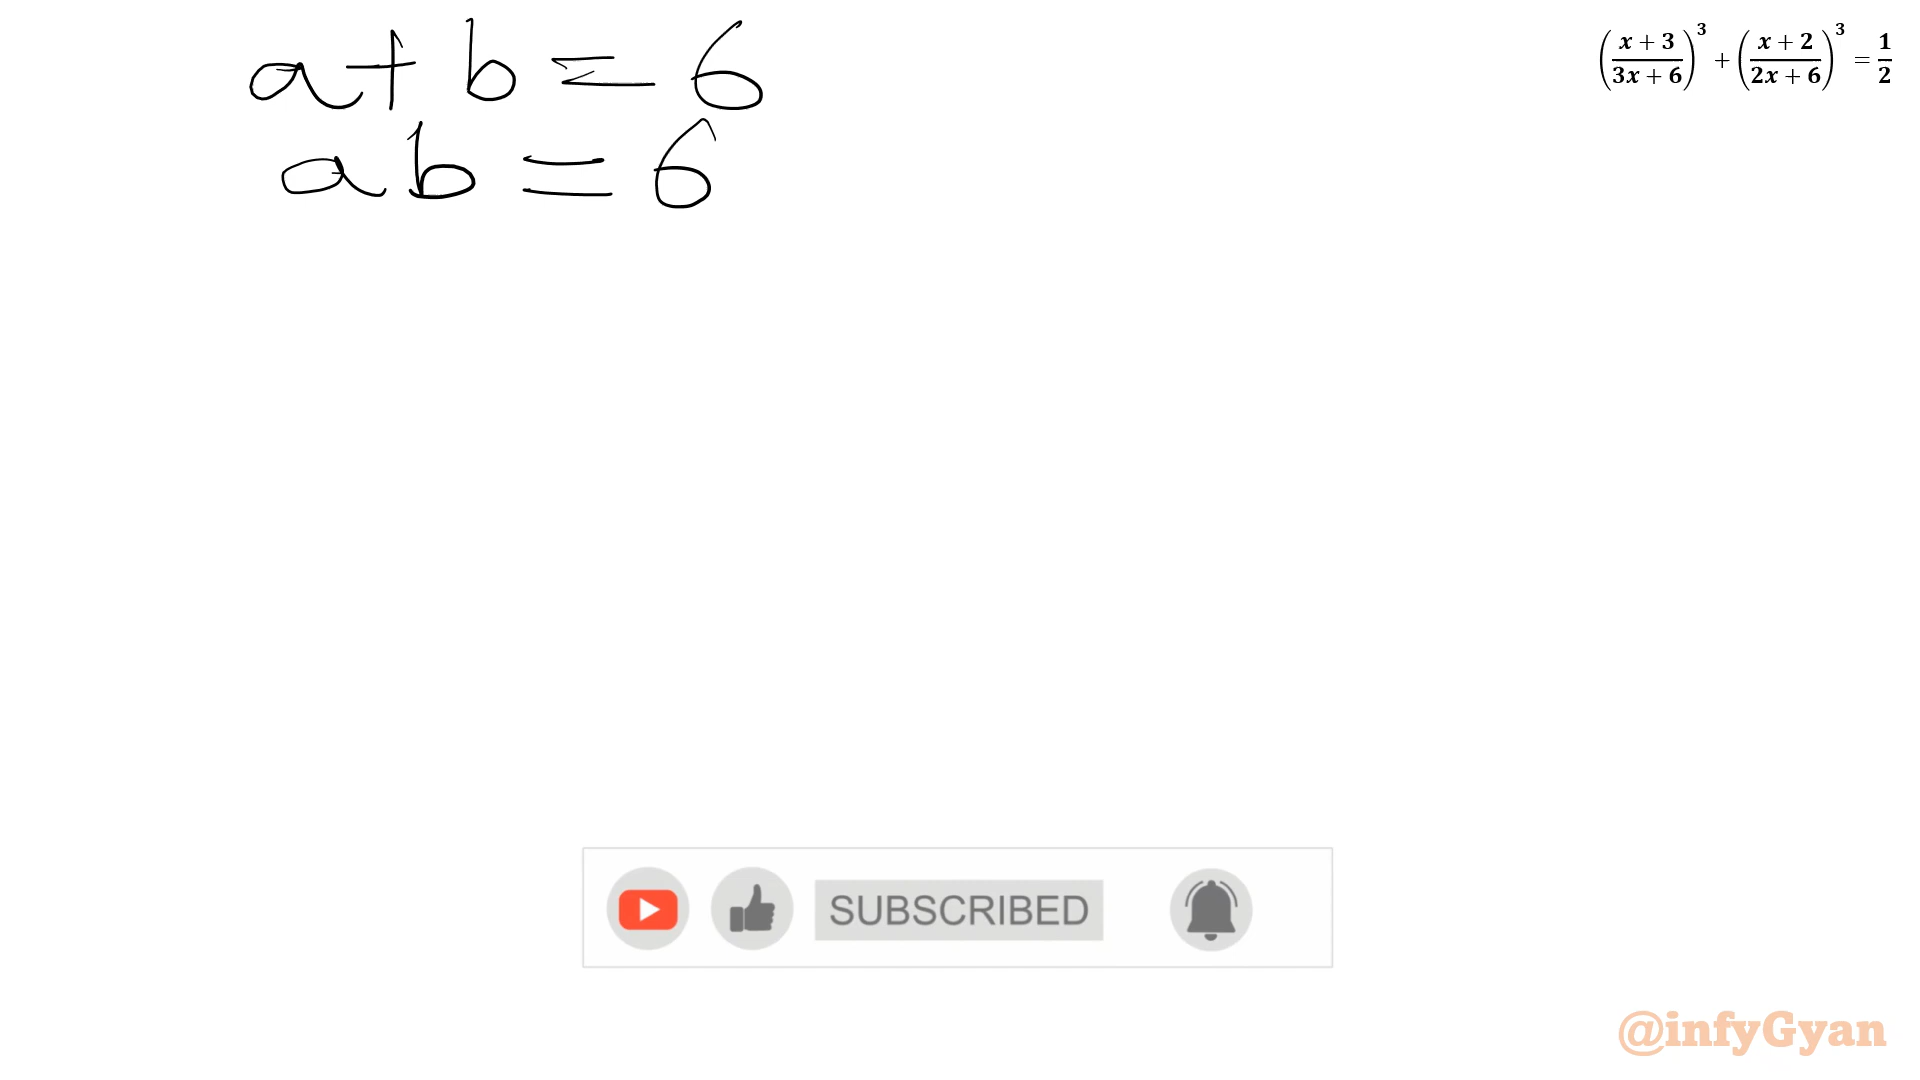 a+b=6
ab=6
((x+3)/(3x+6))³ + ((x+2)/(2x+6))³ = 1/2
SUBSCRIBED
@infyGyan